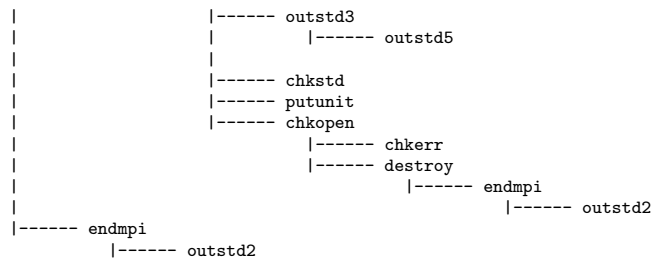 |                       |------ outstd3
|                       |           |------ outstd5
|                       |
|                       |------ chkstd
|                       |------ putunit
|                       |------ chkopen
|                                   |------ chkerr
|                                   |------ destroy
|                                               |------ endmpi
|                                                           |------ outstd2
|------ endmpi
            |------ outstd2